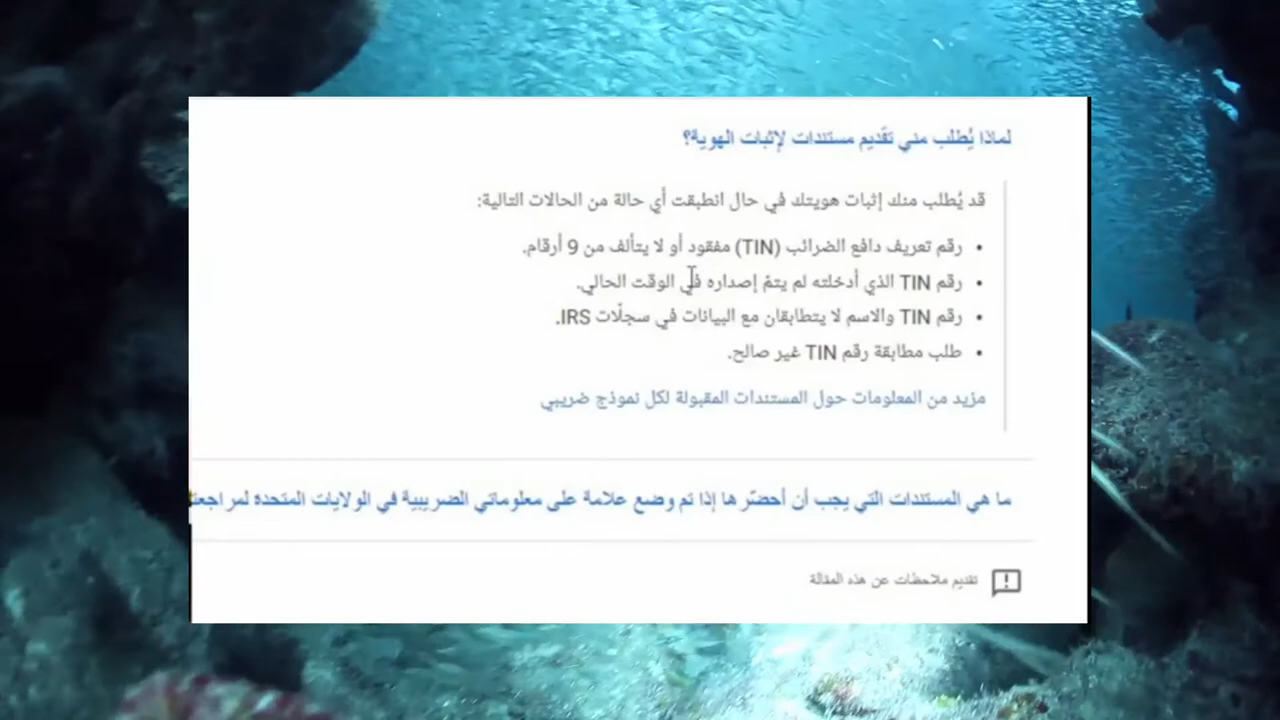 لماذا يُطلب مني تقديم مستندات لإثبات الهوية؟
قد يُطلب منك إثبات هويتك في حال انطبقت أي حالة من الحالات التالية:
• رقم تعريف دافع الضرائب (TIN) مفقود أو لا يتألف من 9 أرقام.
• رقم TIN الذي أدخلته لم يتمّ إصداره في الوقت الحالي.
• رقم TIN والاسم لا يتطابقان مع البيانات في سجلّات IRS.
• طلب مطابقة رقم TIN غير صالح.
مزيد من المعلومات حول المستندات المقبولة لكل نموذج ضريبي
ما هي المستندات التي يجب أن أحضّرها إذا تم وضع علامة على معلوماتي الضريبية في الولايات المتحدة
تقديم ملاحظات عن هذه المقالة